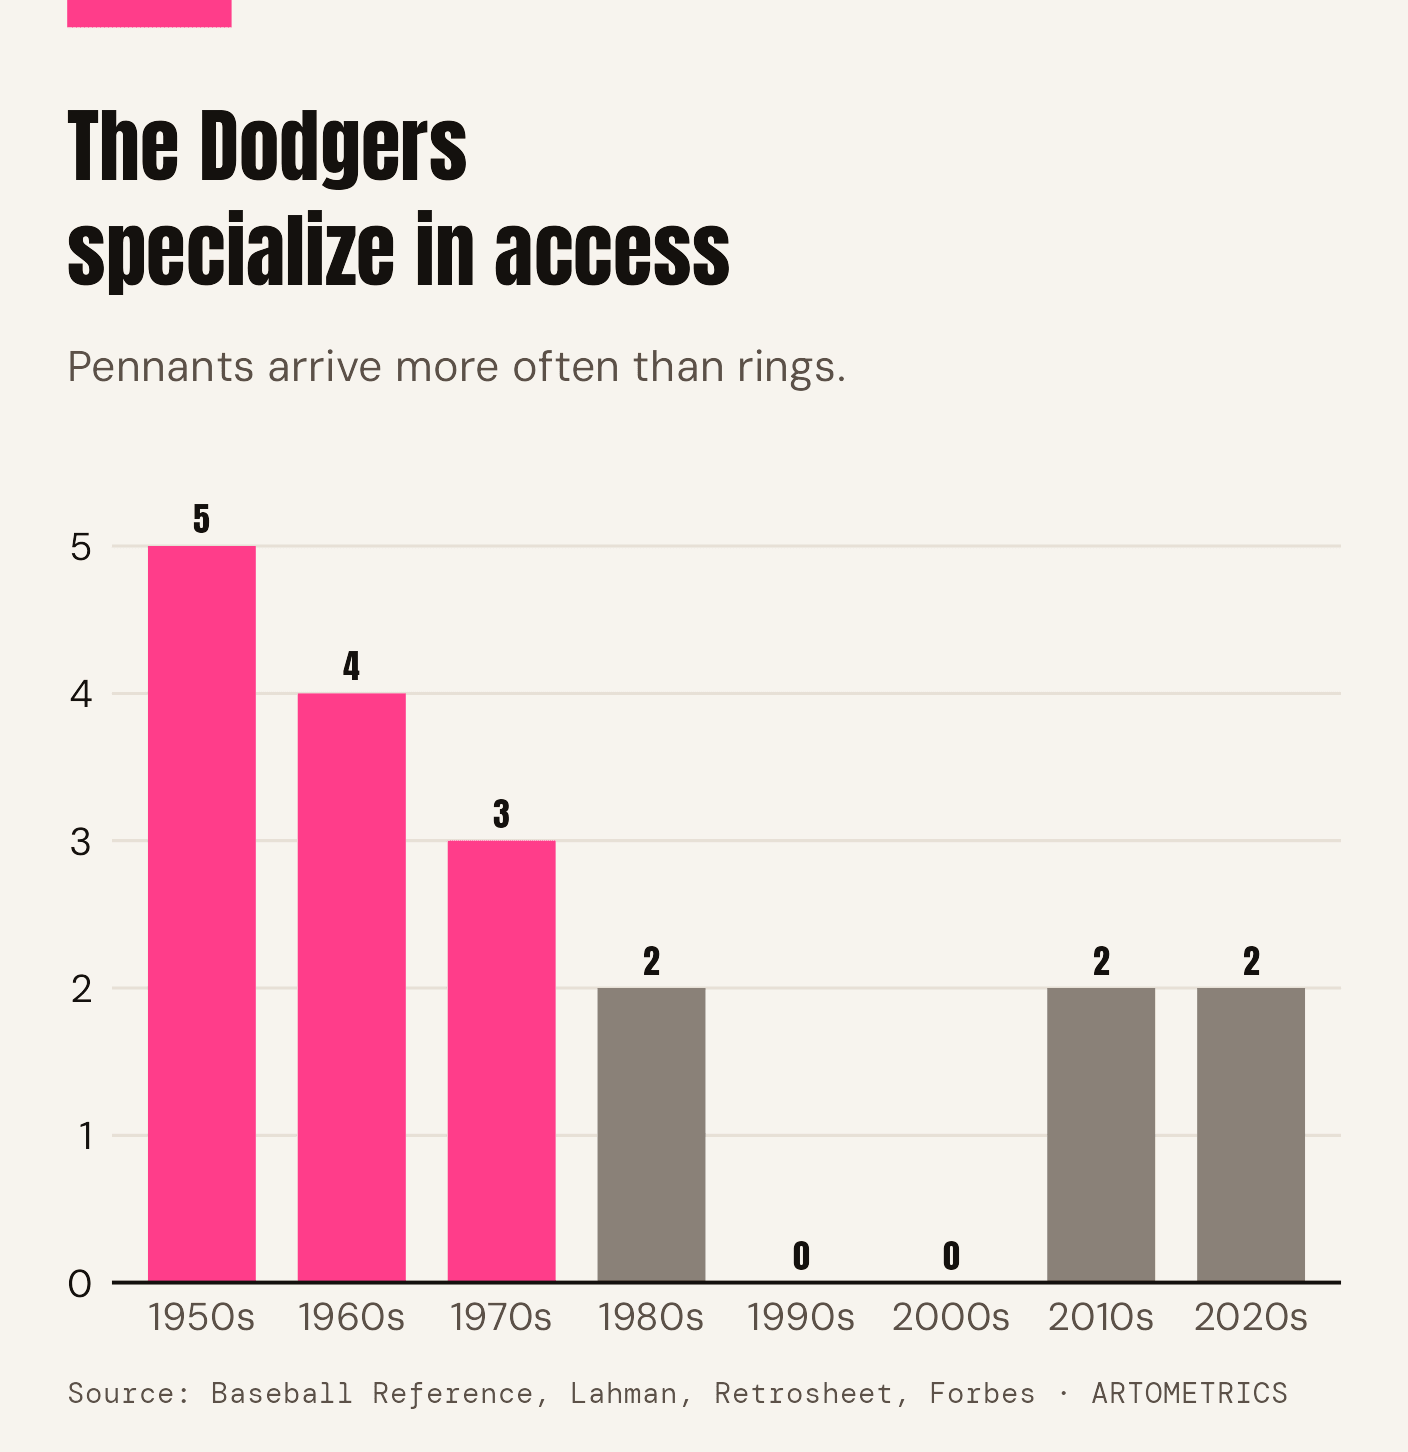 The Dodgers
specialize in access
Pennants arrive more often than rings.
5
4
3
2
0
0
2
2
5
4
3
2
1
0
1950s 1960s 1970s 1980s 1990s 2000s 2010s 2020s
Source: Baseball Reference, Lahman, Retrosheet, Forbes · ARTOMETRICS